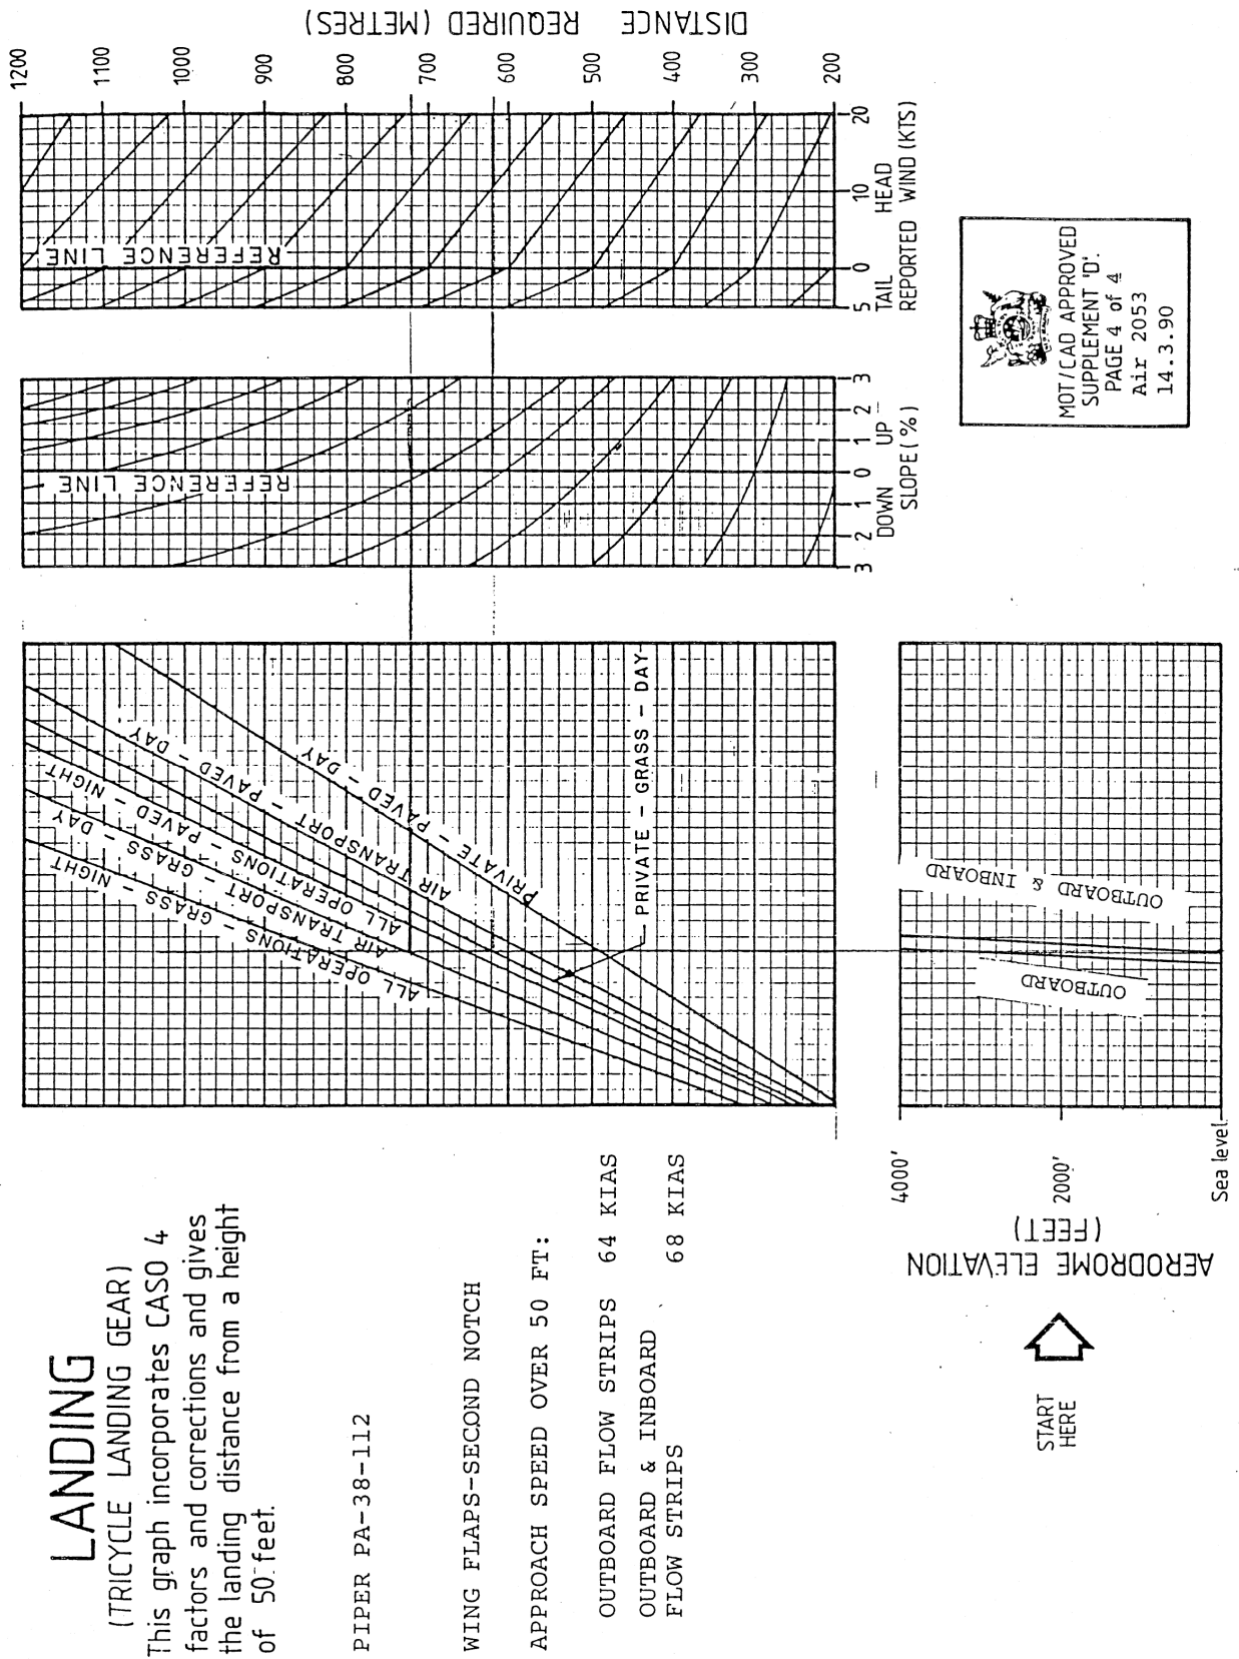 LANDING
(TRICYCLE LANDING GEAR)
This graph incorporates CASO 4
factors and corrections and gives
the landing distance from a height
of 50 feet.
PIPER PA-38-112
WING FLAPS-SECOND NOTCH
APPROACH SPEED OVER 50 FT:
OUTBOARD FLOW STRIPS 64 KIAS
OUTBOARD & INBOARD
FLOW STRIPS 68 KIAS
START
HERE
AERODROME ELEVATION
(FEET)
4000'
2000'
Sea level
OUTBOARD
OUTBOARD & INBOARD
ALL OPERATIONS - GRASS - NIGHT
AIR TRANSPORT - GRASS - DAY
ALL OPERATIONS - PAVED - NIGHT
AIR TRANSPORT - PAVED - DAY
PRIVATE - PAVED - DAY
PRIVATE - GRASS - DAY
REFERENCE LINE
3 2 1 0 1 2 3
DOWN UP
SLOPE (%)
REFERENCE LINE
5 0 10 20
TAIL HEAD
REPORTED WIND (KTS)
1200
1100
1000
900
800
700
600
500
400
300
200
DISTANCE REQUIRED (METRES)
MOT/CAD APPROVED
SUPPLEMENT 'D'.
PAGE 4 of 4
Air 2053
14.3.90